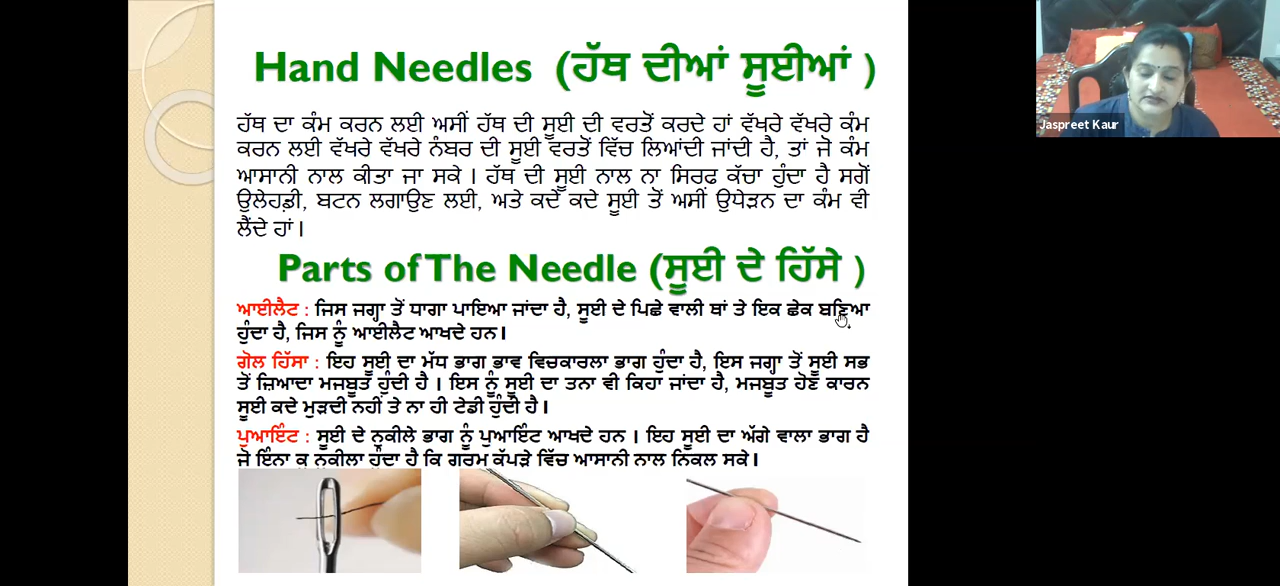 Hand Needles (ਹੱਥ ਦੀਆਂ ਸੂਈਆਂ )
ਹੱਥ ਦਾ ਕੰਮ ਕਰਨ ਲਈ ਅਸੀਂ ਹੱਥ ਦੀ ਸੂਈ ਦੀ ਵਰਤੋਂ ਕਰਦੇ ਹਾਂ ਵੱਖਰੇ ਵੱਖਰੇ ਕੰਮ
ਕਰਨ ਲਈ ਵੱਖਰੇ ਵੱਖਰੇ ਨੰਬਰ ਦੀ ਸੂਈ ਵਰਤੋਂ ਵਿੱਚ ਲਿਆਂਦੀ ਜਾਂਦੀ ਹੈ, ਤਾਂ ਜੋ ਕੰਮ
ਆਸਾਨੀ ਨਾਲ ਕੀਤਾ ਜਾ ਸਕੇ । ਹੱਥ ਦੀ ਸੂਈ ਨਾਲ ਨਾ ਸਿਰਫ ਕੱਚਾ ਹੁੰਦਾ ਹੈ ਸਗੋਂ
ਉਲੇਹੜੀ, ਬਟਨ ਲਗਾਉਣ ਲਈ, ਅਤੇ ਕਦੇ ਕਦੇ ਸੂਈ ਤੋਂ ਅਸੀਂ ਉਧੇੜਨ ਦਾ ਕੰਮ ਵੀ
ਲੈਂਦੇ ਹਾਂ ।
Parts of The Needle (ਸੂਈ ਦੇ ਹਿੱਸੇ )
ਆਈਲੈਟ : ਜਿਸ ਜਗ੍ਹਾ ਤੋਂ ਧਾਗਾ ਪਾਇਆ ਜਾਂਦਾ ਹੈ, ਸੂਈ ਦੇ ਪਿਛੇ ਵਾਲੀ ਥਾਂ ਤੇ ਇਕ ਛੇਕ ਬਣਿਆ
ਹੁੰਦਾ ਹੈ, ਜਿਸ ਨੂੰ ਆਈਲੈਟ ਆਖਦੇ ਹਨ ।
ਗੋਲ ਹਿੱਸਾ : ਇਹ ਸੂਈ ਦਾ ਮੱਧ ਭਾਗ ਭਾਵ ਵਿਚਕਾਰਲਾ ਭਾਗ ਹੁੰਦਾ ਹੈ, ਇਸ ਜਗ੍ਹਾ ਤੋਂ ਸੂਈ ਸਭ
ਤੋਂ ਜ਼ਿਆਦਾ ਮਜਬੂਤ ਹੁੰਦੀ ਹੈ । ਇਸ ਨੂੰ ਸੂਈ ਦਾ ਤਨਾ ਵੀ ਕਿਹਾ ਜਾਂਦਾ ਹੈ, ਮਜਬੂਤ ਹੋਣ ਕਾਰਨ
ਸੂਈ ਕਦੇ ਮੁੜਦੀ ਨਹੀਂ ਤੇ ਨਾ ਹੀ ਟੇਡੀ ਹੁੰਦੀ ਹੈ ।
ਪੁਆਇੰਟ : ਸੂਈ ਦੇ ਨੁਕੀਲੇ ਭਾਗ ਨੂੰ ਪੁਆਇੰਟ ਆਖਦੇ ਹਨ । ਇਹ ਸੂਈ ਦਾ ਅੱਗੇ ਵਾਲਾ ਭਾਗ ਹੈ
ਜੋ ਇੰਨਾ ਕੁ ਨੁਕੀਲਾ ਹੁੰਦਾ ਹੈ ਕਿ ਗਰਮ ਕੱਪੜੇ ਵਿੱਚ ਆਸਾਨੀ ਨਾਲ ਨਿਕਲ ਸਕੇ ।
Jaspreet Kaur